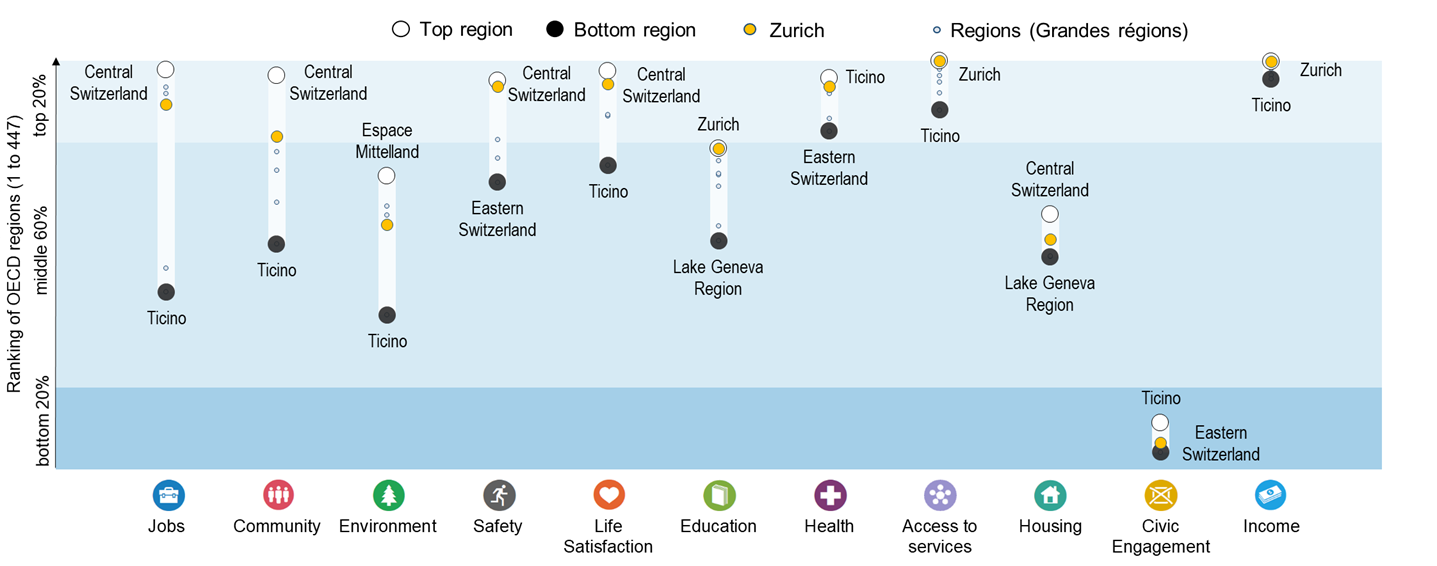 Top region
Bottom region
Zurich
Regions (Grandes régions)
Ranking of OECD regions (1 to 447)
top 20%
middle 60%
bottom 20%
Central
Switzerland
Ticino
Central
Switzerland
Ticino
Espace
Mittelland
Ticino
Central
Switzerland
Eastern
Switzerland
Central
Switzerland
Ticino
Zurich
Lake Geneva
Region
Ticino
Eastern
Switzerland
Zurich
Ticino
Central
Switzerland
Lake Geneva
Region
Ticino
Eastern
Switzerland
Zurich
Ticino
Jobs
Community
Environment
Safety
Life
Satisfaction
Education
Health
Access to
services
Housing
Civic
Engagement
Income